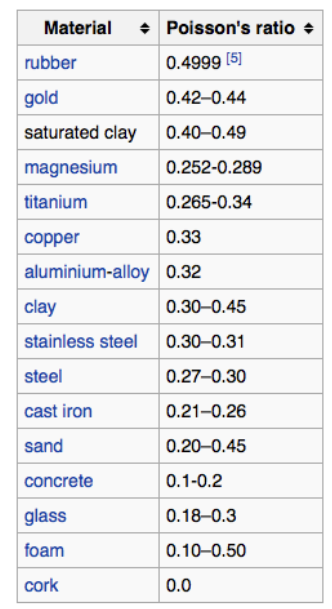 Material Poisson's ratio
rubber 0.4999 [5]
gold 0.42–0.44
saturated clay 0.40–0.49
magnesium 0.252-0.289
titanium 0.265-0.34
copper 0.33
aluminium-alloy 0.32
clay 0.30–0.45
stainless steel 0.30–0.31
steel 0.27–0.30
cast iron 0.21–0.26
sand 0.20–0.45
concrete 0.1-0.2
glass 0.18–0.3
foam 0.10–0.50
cork 0.0